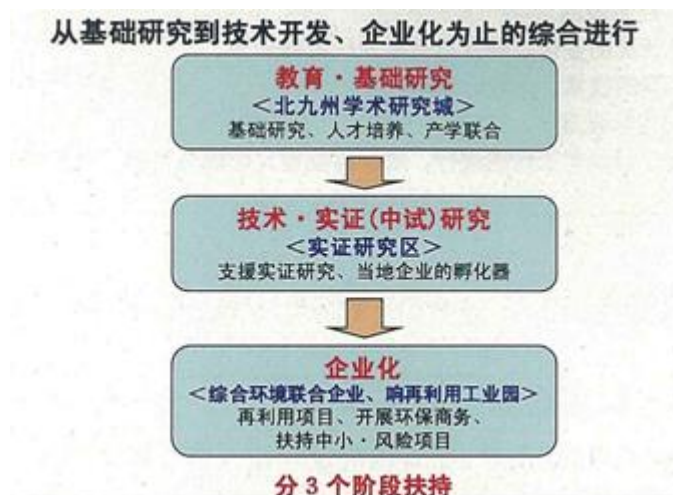 从基础研究到技术开发、企业化为止的综合进行
教育・基础研究
<北九州学术研究城>
基础研究、人才培养、产学联合
技术・实证(中试)研究
<实证研究区>
支援实证研究、当地企业的孵化器
企业化
<综合环境联合企业、响再利用工业园>
再利用项目、开展环保商务、
扶持中小・风险项目
分3个阶段扶持